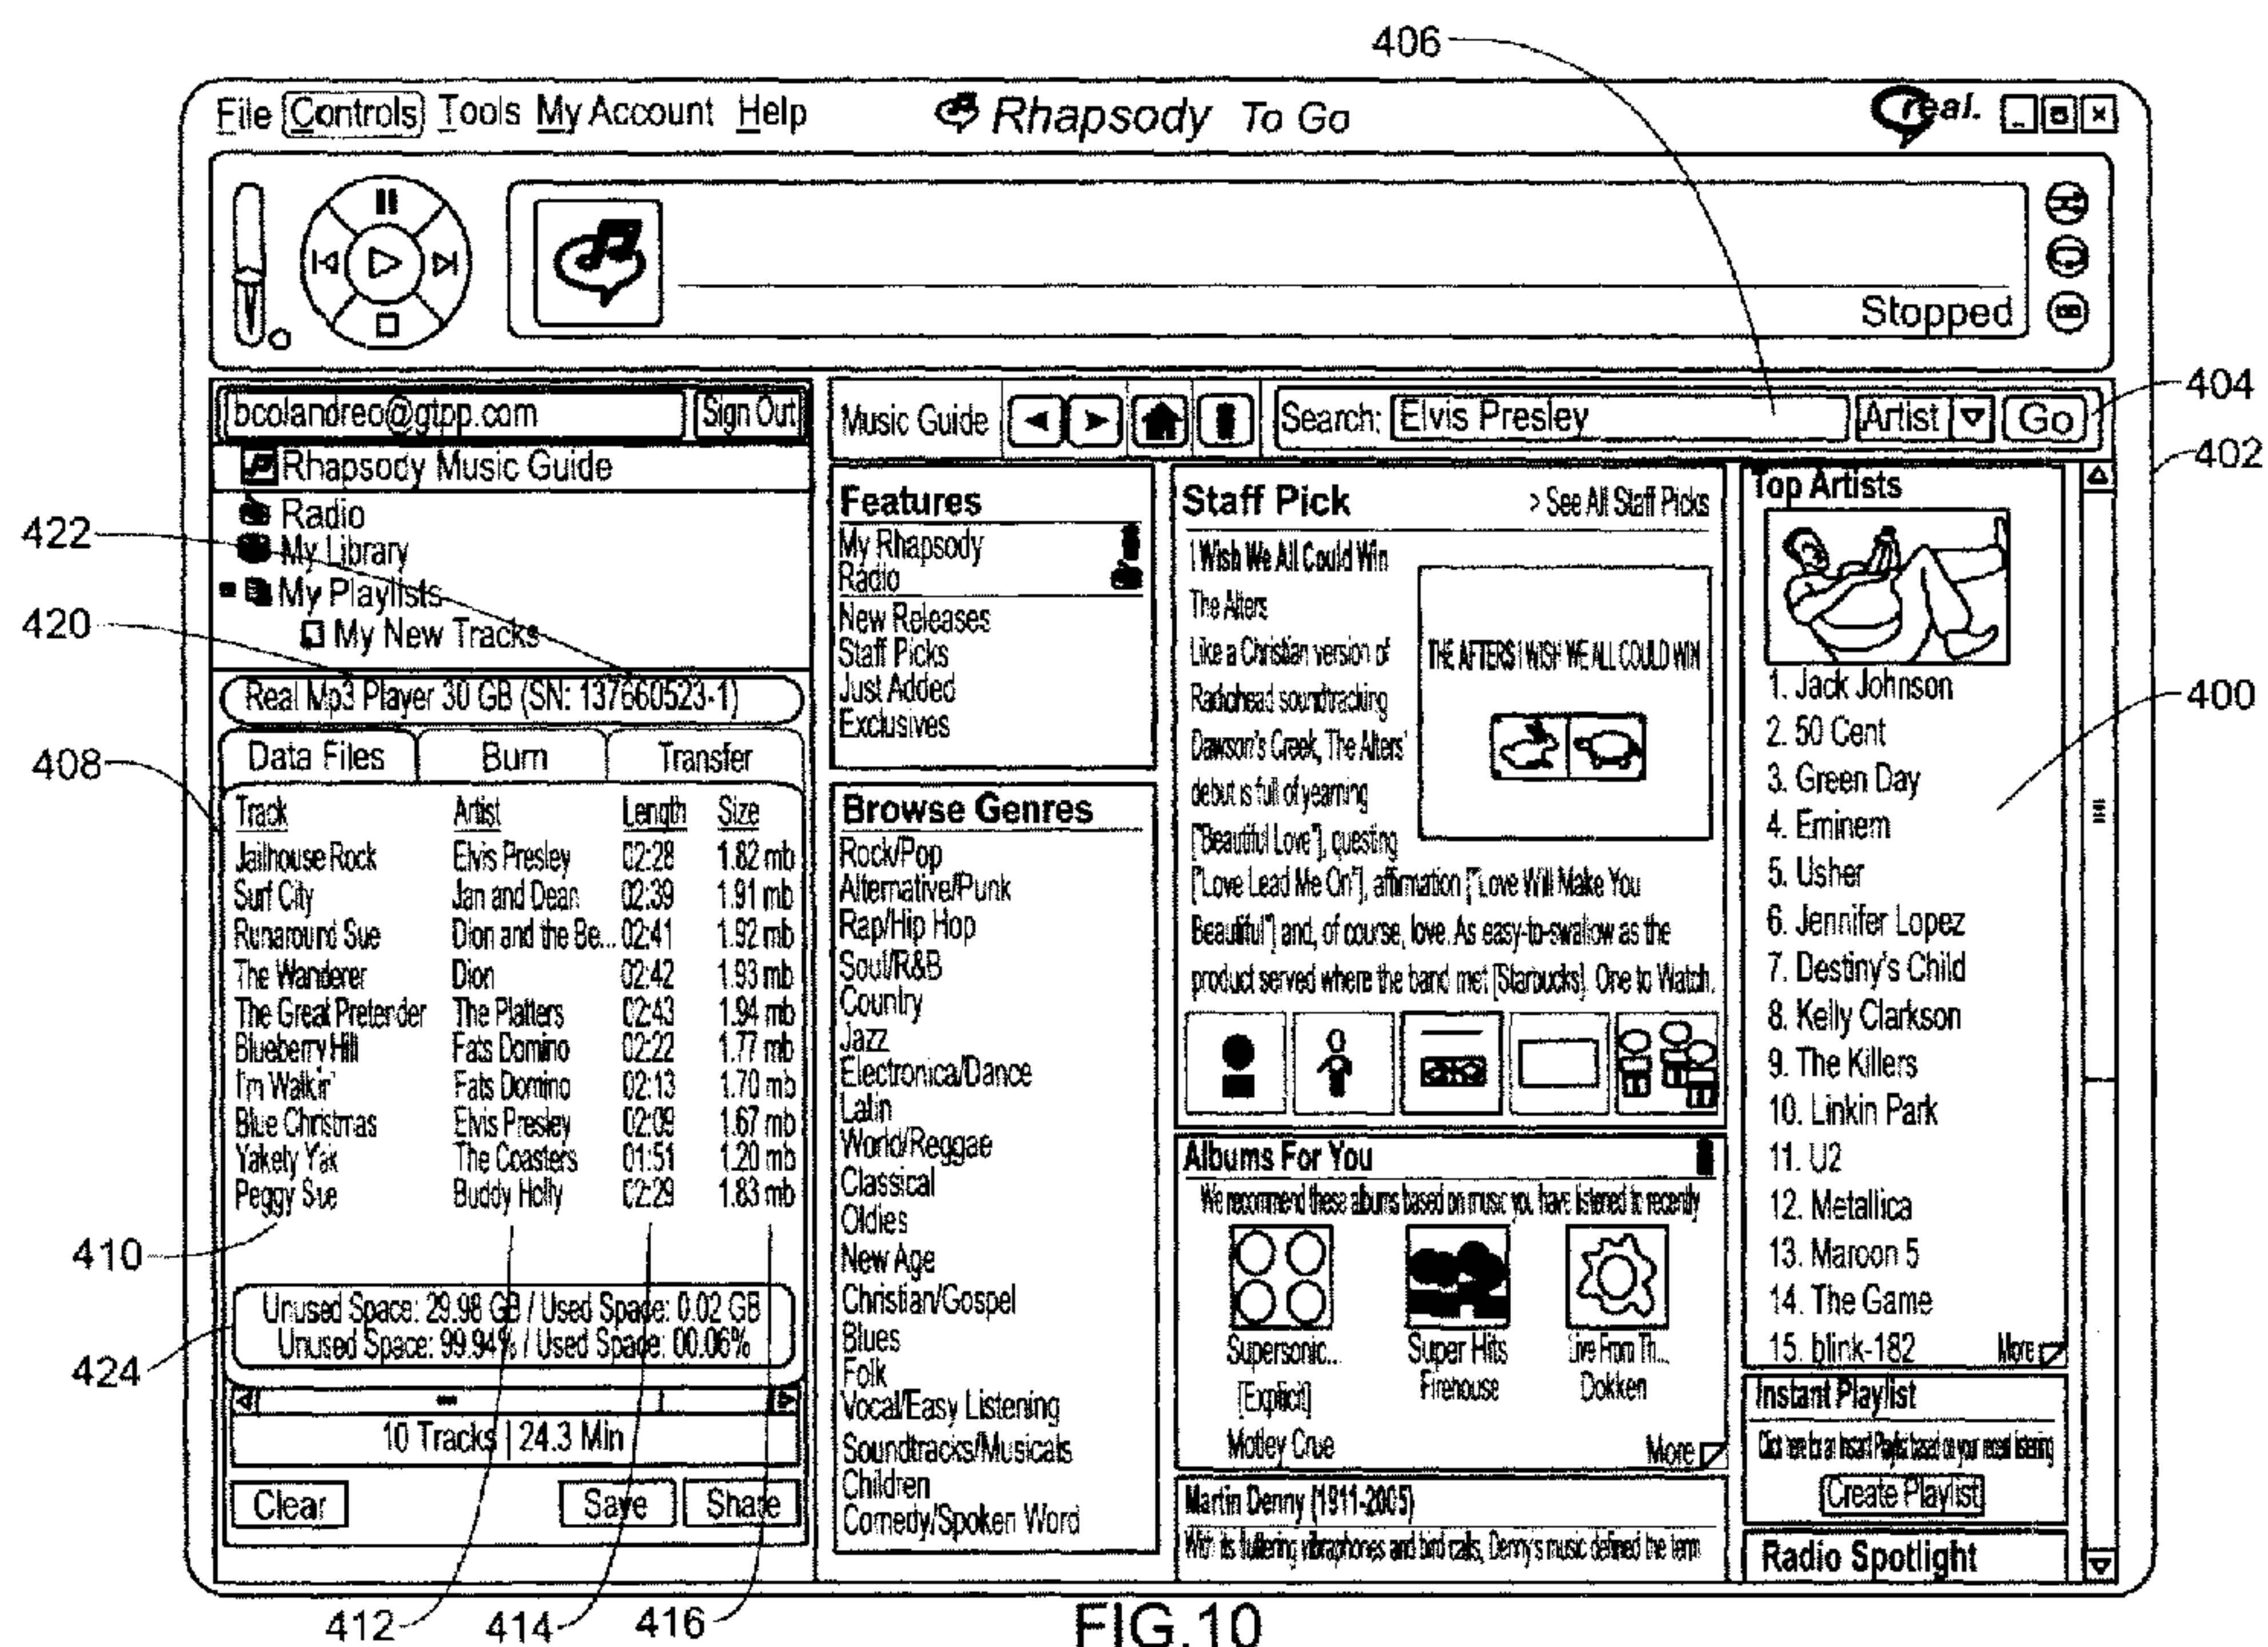 406
File Controls Tools My Account Help
Rhapsody To Go
real.
Stopped
404
402
bcolandreo@gtpp.com Sign Out
Music Guide
Search: Elvis Presley Artist Go
Rhapsody Music Guide
Radio
My Library
My Playlists
My New Tracks
422
420
Real Mp3 Player 30 GB (SN: 137660523-1)
408
Data Files Burn Transfer
Track Artist Length Size
Jailhouse Rock Elvis Presley 02:28 1.82 mb
Surf City Jan and Dean 02:39 1.91 mb
Runaround Sue Dion and the Be... 02:41 1.92 mb
The Wanderer Dion 02:42 1.93 mb
The Great Pretender The Platters 02:43 1.94 mb
Blueberry Hill Fats Domino 02:22 1.77 mb
I'm Walkin' Fats Domino 02:13 1.70 mb
Blue Christmas Elvis Presley 02:09 1.67 mb
Yakety Yak The Coasters 01:51 1.20 mb
Peggy Sue Buddy Holly 02:29 1.83 mb
410
Unused Space: 29.98 GB / Used Space: 0.02 GB
Unused Space: 99.94% / Used Space: 00.06%
424
10 Tracks | 24.3 Min
Clear Save Share
412 414 416
Features
My Rhapsody
Radio
New Releases
Staff Picks
Just Added
Exclusives
Browse Genres
Rock/Pop
Alternative/Punk
Rap/Hip Hop
Soul/R&B
Country
Jazz
Electronica/Dance
Latin
World/Reggae
Classical
Oldies
New Age
Christian/Gospel
Blues
Folk
Vocal/Easy Listening
Soundtracks/Musicals
Children
Comedy/Spoken Word
Staff Pick > See All Staff Picks
I Wish We All Could Win
The Alters
Like a Christian version of
Radiohead soundtracking
Dawson's Creek, The Alters'
debut is full of yearning
["Beautiful Love"], questing
["Love Lead Me On"], affirmation ["Love Will Make You
Beautiful"] and, of course, love. As easy-to-swallow as the
product served where the band met [Starbucks]. One to Watch.
THE AFTERS I WISH WE ALL COULD WIN
Albums For You
We recommend these albums based on music you have listened to recently
Supersonic...
[Explicit]
Motley Crue
Super Hits
Firehouse
Live From Th...
Dokken
More
Martin Denny (1911-2005)
With its fluttering vibraphones and bird calls, Denny's music defined the term
Top Artists
1. Jack Johnson
2. 50 Cent
3. Green Day
4. Eminem
5. Usher
6. Jennifer Lopez
7. Destiny's Child
8. Kelly Clarkson
9. The Killers
10. Linkin Park
11. U2
12. Metallica
13. Maroon 5
14. The Game
15. blink-182
More
400
Instant Playlist
Click here for an Instant Playlist based on your recent listening
Create Playlist
Radio Spotlight
FIG.10